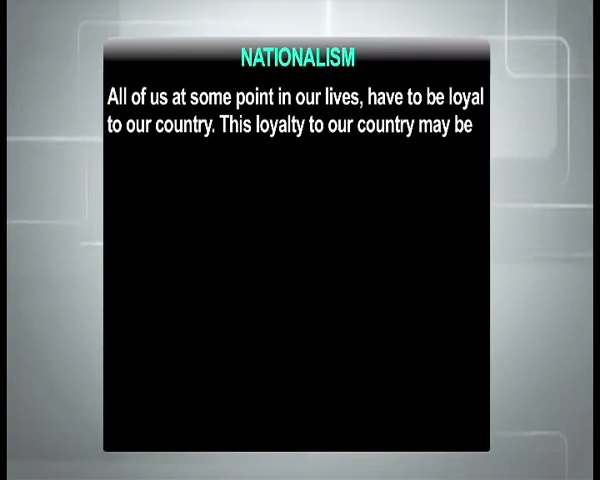 NATIONALISM
All of us at some point in our lives, have to be loyal
to our country. This loyalty to our country may be